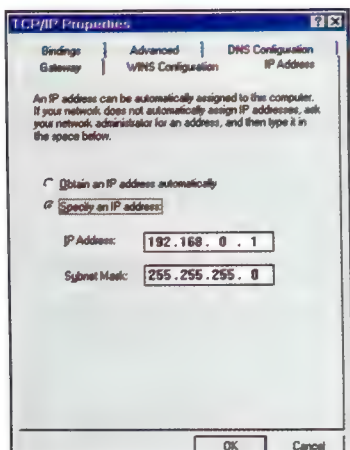 TCP/IP Properties
Bindings Advanced DNS Configuration
Gateway WINS Configuration IP Address
An IP address can be automatically assigned to this computer.
If your network does not automatically assign IP addresses, ask
your network administrator for an address, and then type it in
the space below.
Obtain an IP address automatically
Specify an IP address:
IP Address: 192.168. 0 . 1
Subnet Mask: 255.255.255. 0
OK Cancel